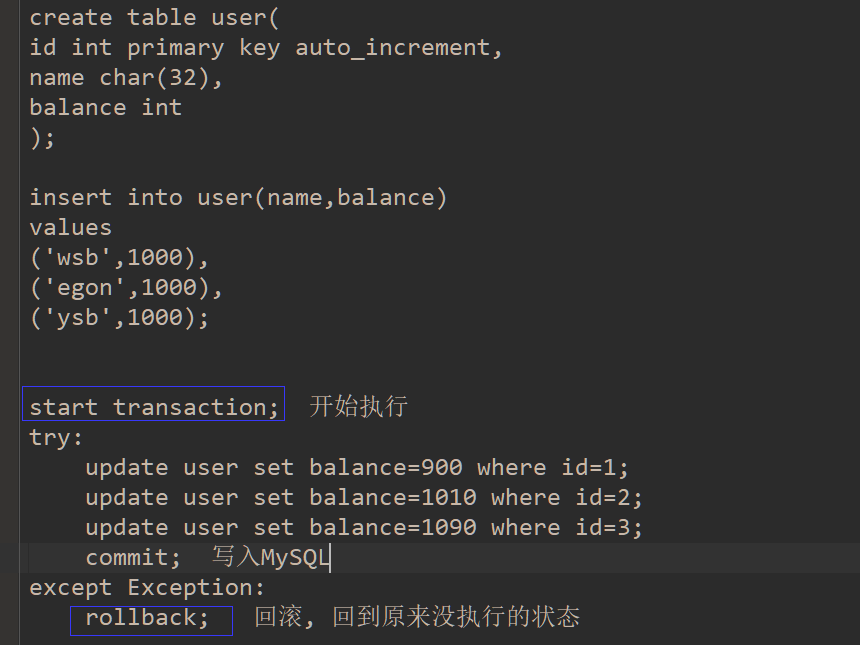 create table user(
id int primary key auto_increment,
name char(32),
balance int
);
insert into user(name,balance)
values
('wsb',1000),
('egon',1000),
('ysb',1000);
start transaction;  开始执行
try:
    update user set balance=900 where id=1;
    update user set balance=1010 where id=2;
    update user set balance=1090 where id=3;
    commit;  写入MySQL
except Exception:
    rollback;   回滚, 回到原来没执行的状态